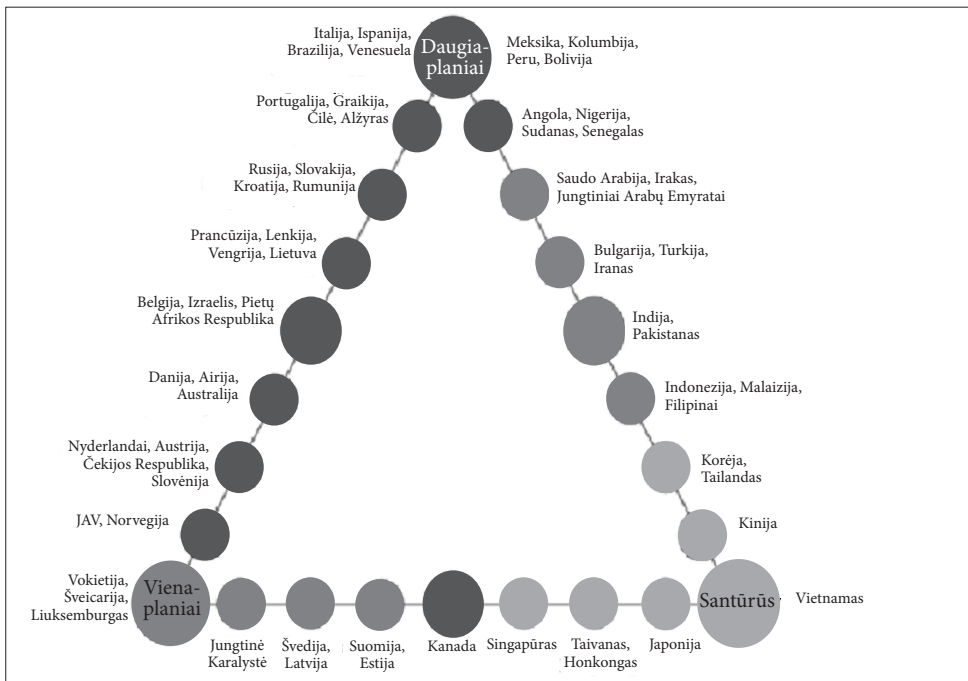 Italija, Ispanija,
Brazilija, Venesuela
Daugia-
planiai
Meksika, Kolumbija,
Peru, Bolivija
Portugalija, Graikija,
Čilė, Alžyras
Angola, Nigerija,
Sudanas, Senegalas
Rusija, Slovakija,
Kroatija, Rumunija
Saudo Arabija, Irakas,
Jungtiniai Arabų Emyratai
Prancūzija, Lenkija,
Vengrija, Lietuva
Bulgarija, Turkija,
Iranas
Belgija, Izraelis, Pietų
Afrikos Respublika
Indija,
Pakistanas
Danija, Airija,
Australija
Indonezija, Malaizija,
Filipinai
Nyderlandai, Austrija,
Čekijos Respublika,
Slovėnija
Korėja,
Tailandas
JAV, Norvegija
Kinija
Vokietija,
Šveicarija,
Liuksemburgas
Viena-
planiai
Santūrūs
Vietnamas
Jungtinė
Karalystė
Švedija,
Latvija
Suomija,
Estija
Kanada
Singapūras
Taivanas,
Honkongas
Japonija